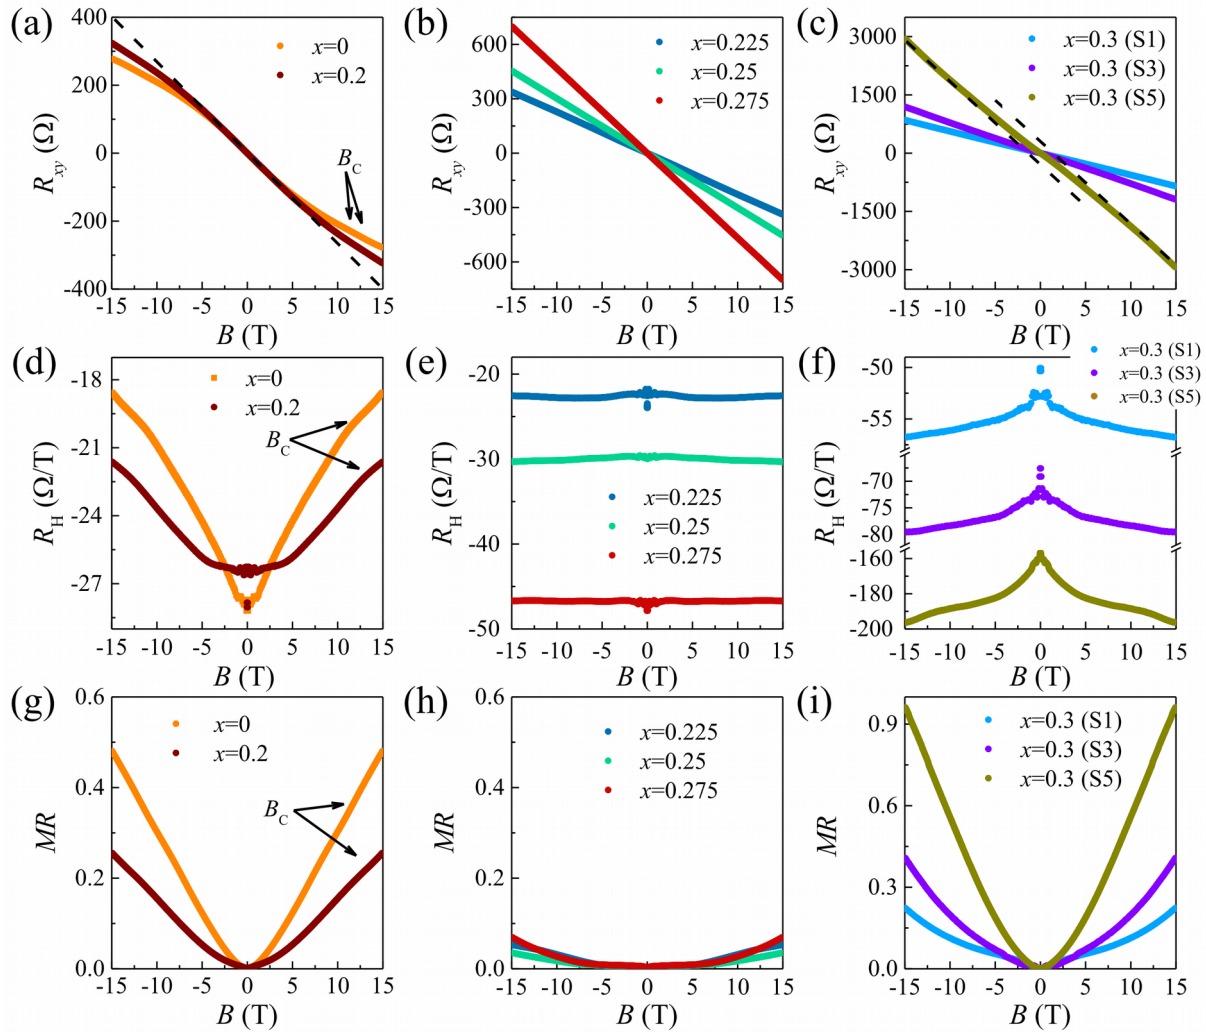 (a)
400
200
0
-200
-400
-15 -10 -5 0 5 10 15
B (T)
Rxy (Ω)
x=0
x=0.2
BC
(b)
600
300
0
-300
-600
-15 -10 -5 0 5 10 15
B (T)
Rxy (Ω)
x=0.225
x=0.25
x=0.275
(c)
3000
1500
0
-1500
-3000
-15 -10 -5 0 5 10 15
B (T)
Rxy (Ω)
x=0.3 (S1)
x=0.3 (S3)
x=0.3 (S5)
(d)
-18
-21
-24
-27
-15 -10 -5 0 5 10 15
B (T)
RH (Ω/T)
x=0
x=0.2
BC
(e)
-20
-30
-40
-50
-15 -10 -5 0 5 10 15
B (T)
RH (Ω/T)
x=0.225
x=0.25
x=0.275
(f)
-50
-55
-70
-75
-80
-160
-180
-200
-15 -10 -5 0 5 10 15
B (T)
RH (Ω/T)
x=0.3 (S1)
x=0.3 (S3)
x=0.3 (S5)
(g)
0.6
0.4
0.2
0.0
-15 -10 -5 0 5 10 15
B (T)
MR
x=0
x=0.2
BC
(h)
0.6
0.4
0.2
0.0
-15 -10 -5 0 5 10 15
B (T)
MR
x=0.225
x=0.25
x=0.275
(i)
0.9
0.6
0.3
0.0
-15 -10 -5 0 5 10 15
B (T)
MR
x=0.3 (S1)
x=0.3 (S3)
x=0.3 (S5)